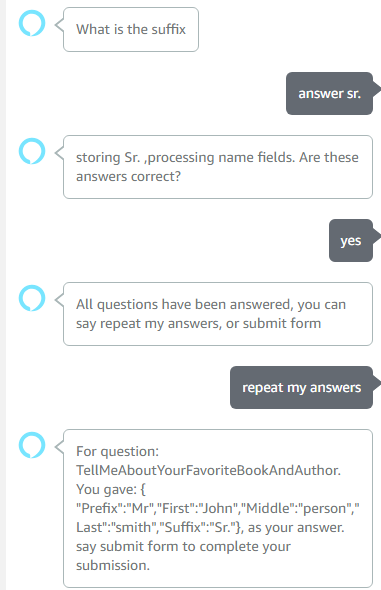 What is the suffix
answer sr.
storing Sr. ,processing name fields. Are these
answers correct?
yes
All questions have been answered, you can
say repeat my answers, or submit form
repeat my answers
For question:
TellMeAboutYourFavoriteBookAndAuthor.
You gave: {
"Prefix":"Mr","First":"John","Middle":"person","
Last":"smith","Suffix":"Sr."}, as your answer.
say submit form to complete your
submission.